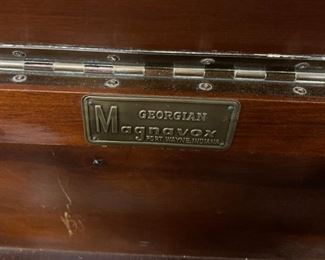 GEORGIAN
Magnavox
FORT WAYNE, INDIANA